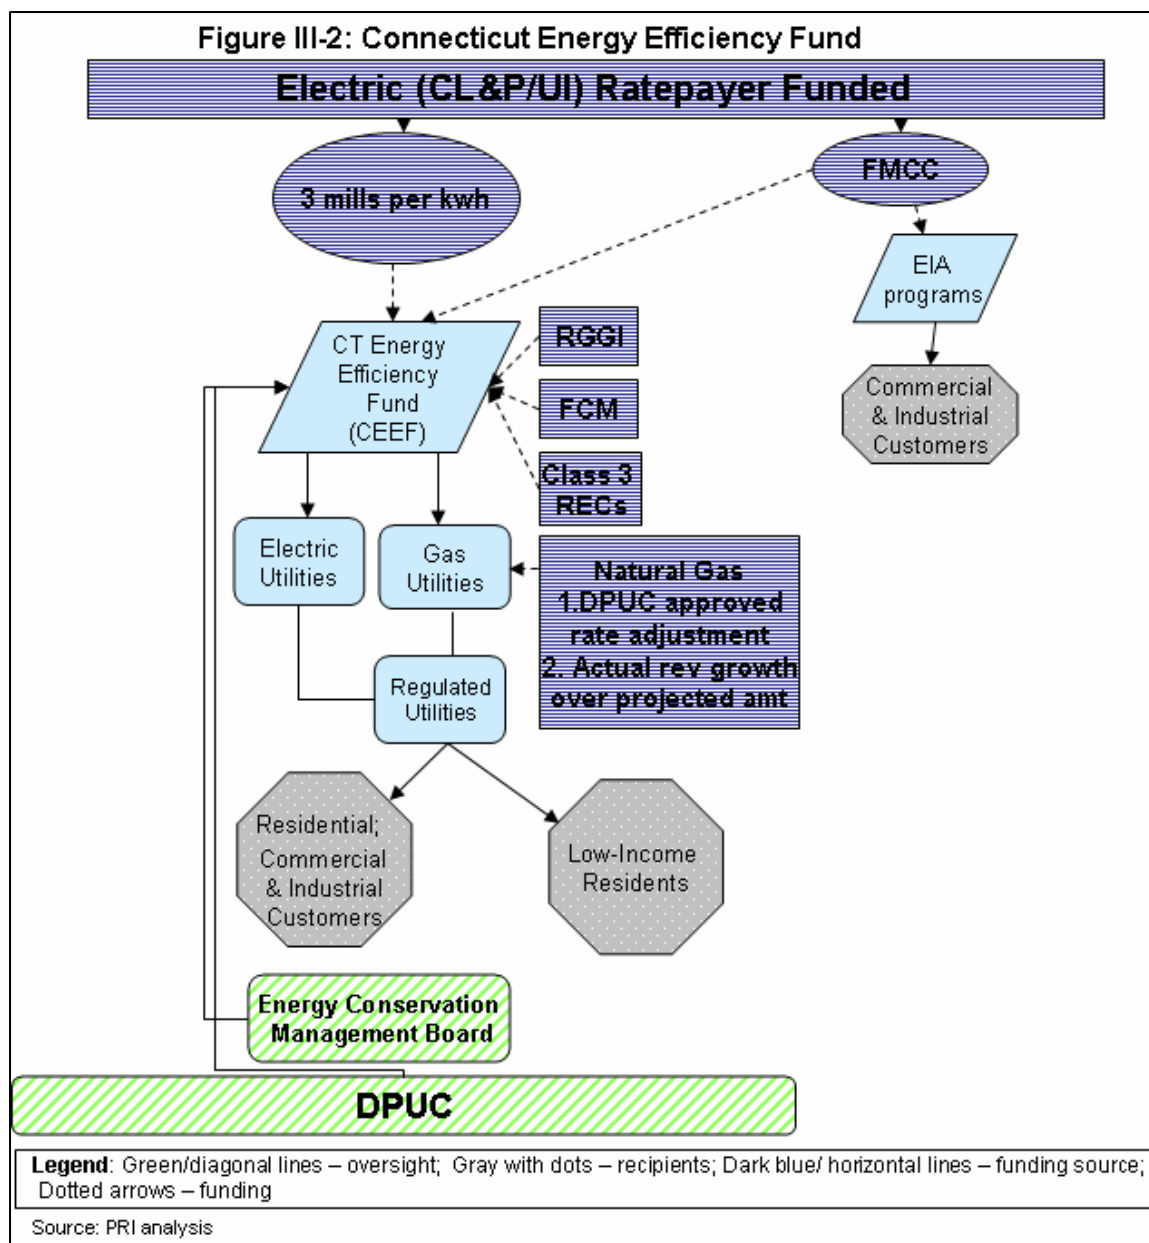 Figure III-2: Connecticut Energy Efficiency Fund
Electric (CL&P/UI) Ratepayer Funded
3 mills per kwh
FMCC
EIA
programs
Commercial
& Industrial
Customers
CT Energy
Efficiency
Fund
(CEEF)
RGGI
FCM
Class 3
RECs
Electric
Utilities
Gas
Utilities
Natural Gas
1.DPUC approved
rate adjustment
2. Actual rev growth
over projected amt
Regulated
Utilities
Residential;
Commercial
& Industrial
Customers
Low-Income
Residents
Energy Conservation
Management Board
DPUC
Legend: Green/diagonal lines – oversight; Gray with dots – recipients; Dark blue/ horizontal lines – funding source;
Dotted arrows – funding
Source: PRI analysis